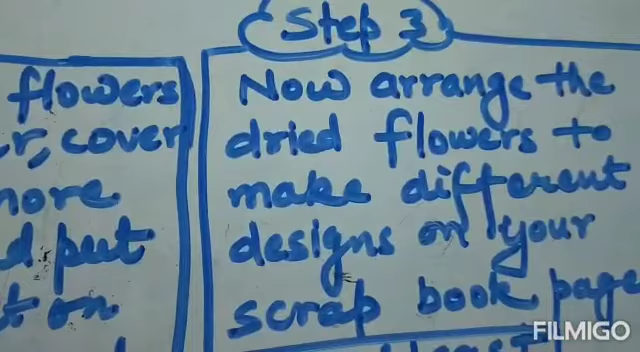 Step 3
flowers
cover
more
put
on
Now arrange the
dried flowers to
make different
designs on your
scrap book page
FILMIGO